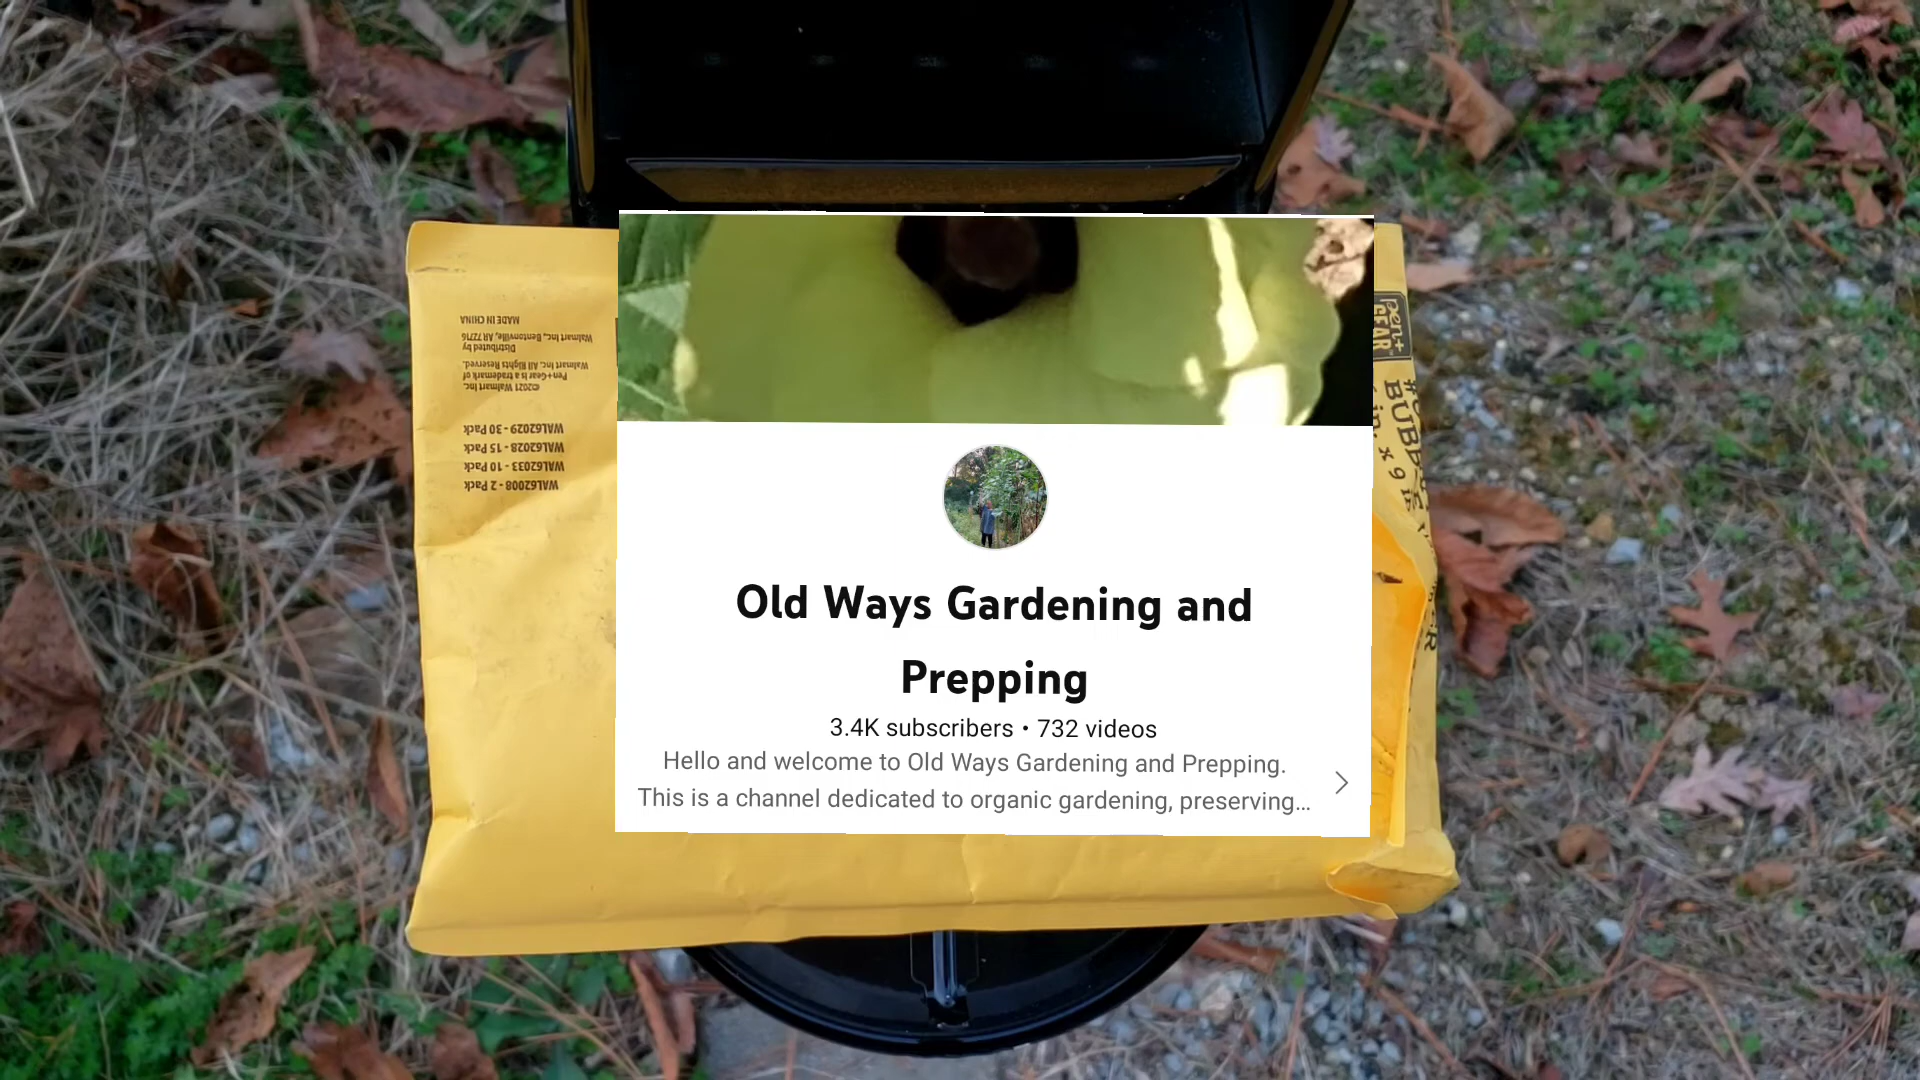 MADE IN CHINA
Walmart Inc., Bentonville, AR 72716
Distributed by
Walmart Inc. All Rights Reserved.
Pen+Gear is a trademark of
©2021 Walmart Inc.
WAL62029 - 30 Pack
WAL62028 - 15 Pack
WAL62033 - 10 Pack
WAL62008 - 2 Pack
pen+
GEAR
Old Ways Gardening and
Prepping
3.4K subscribers • 732 videos
Hello and welcome to Old Ways Gardening and Prepping.
This is a channel dedicated to organic gardening, preserving...